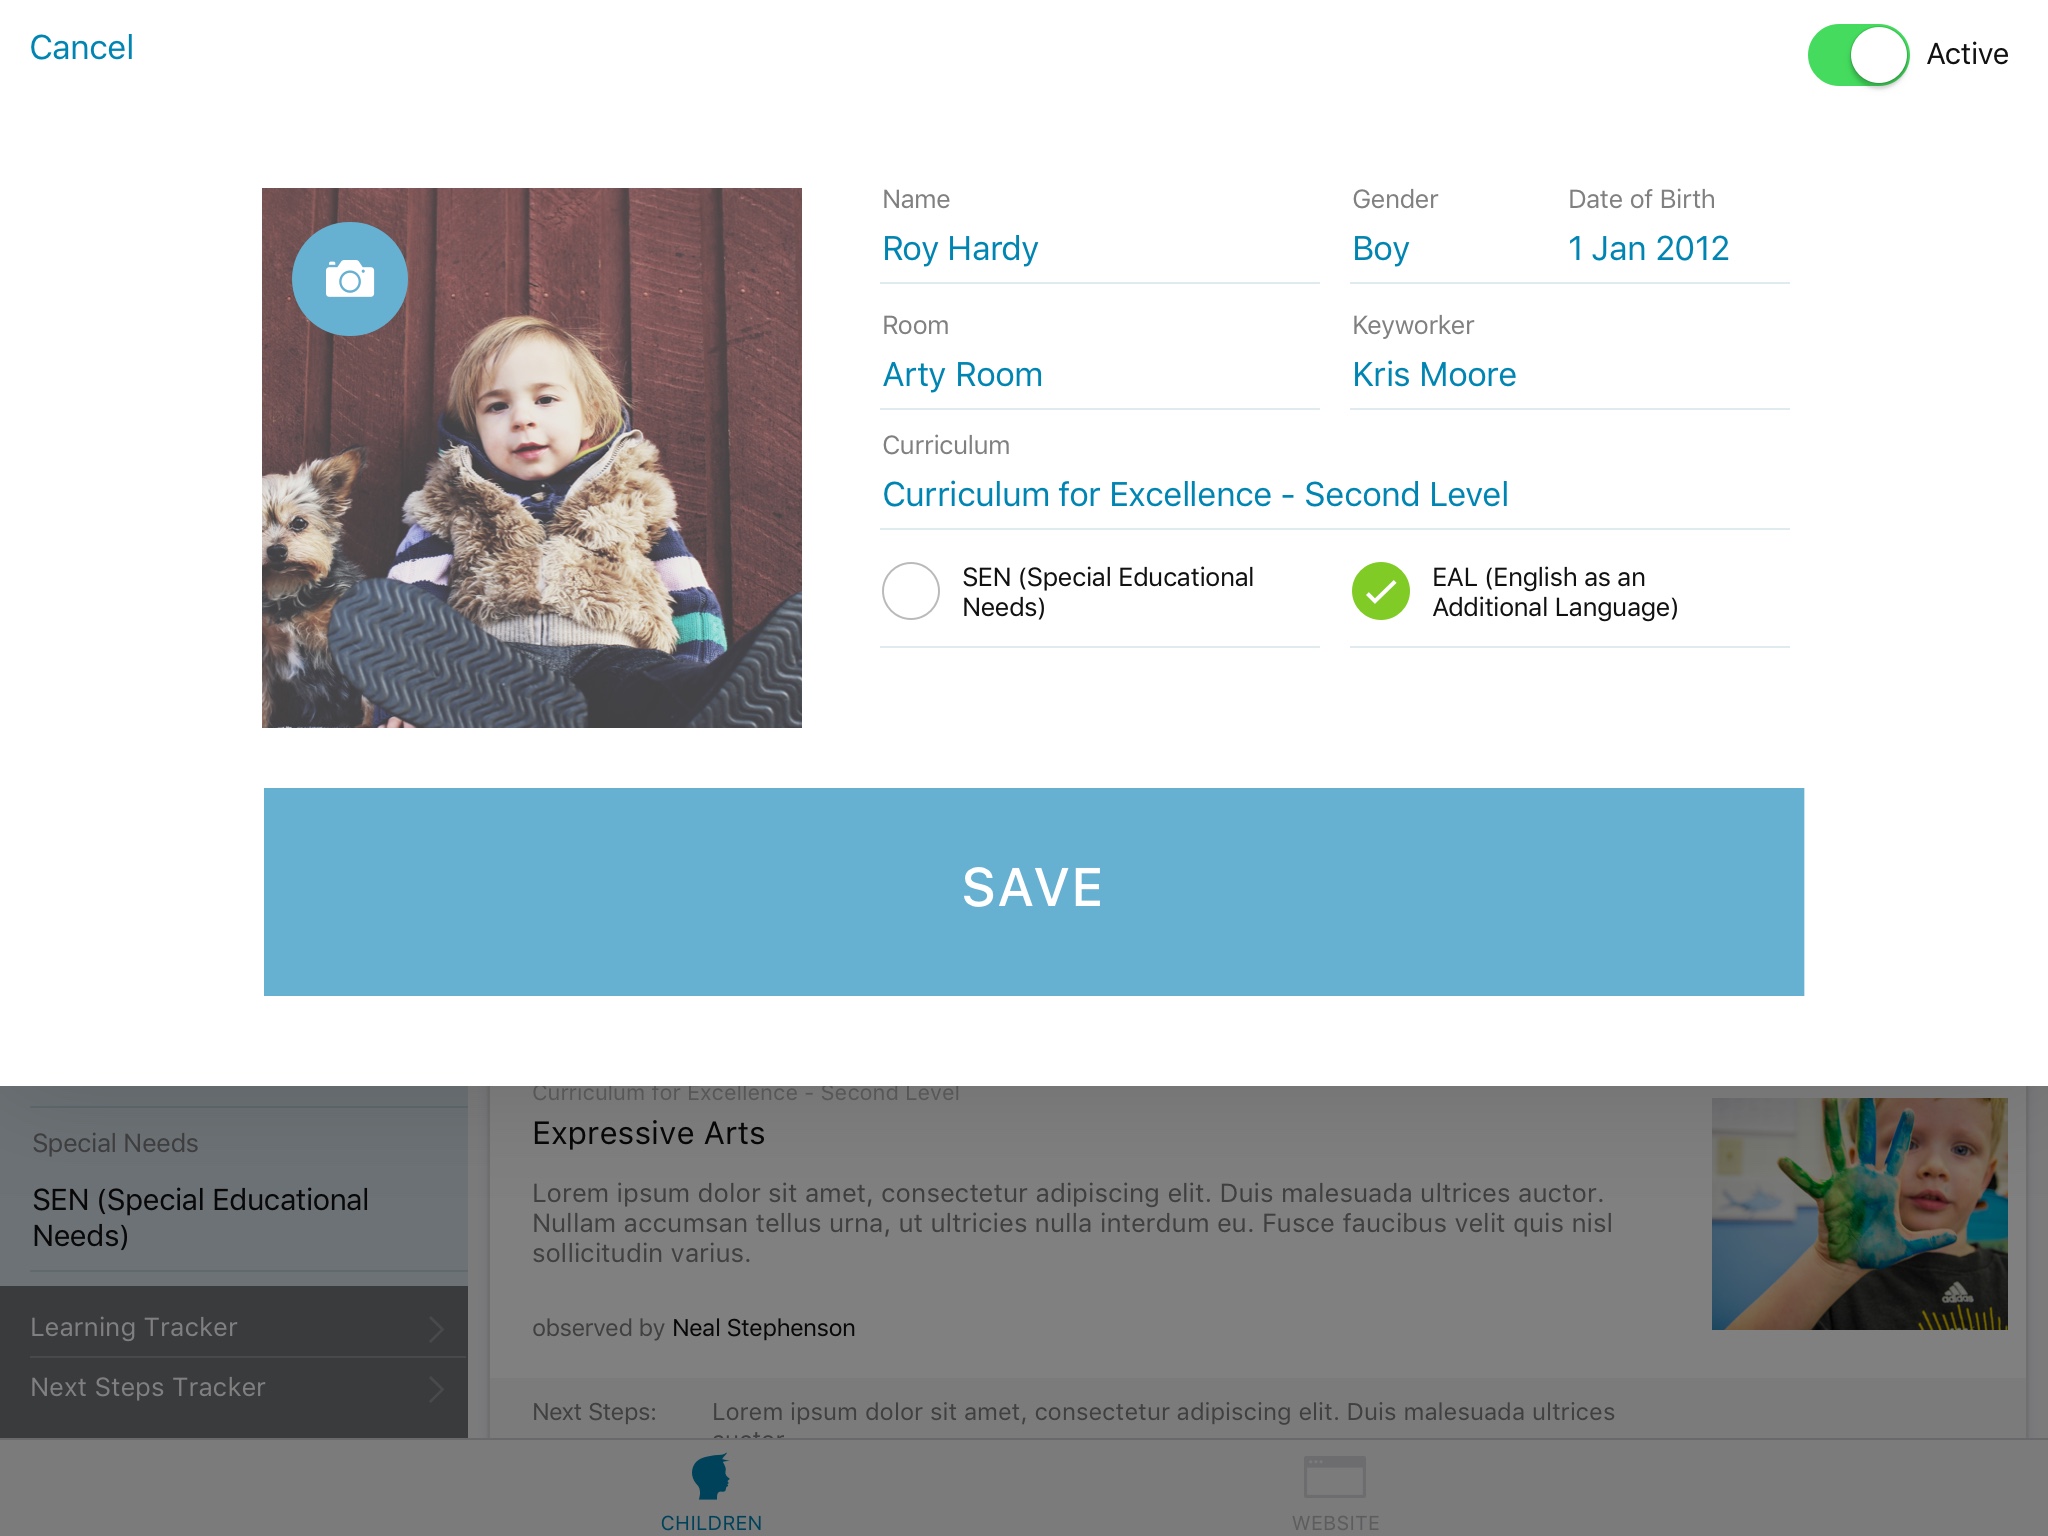 Cancel
Active
Name
Roy Hardy
Gender
Boy
Date of Birth
1 Jan 2012
Room
Arty Room
Keyworker
Kris Moore
Curriculum
Curriculum for Excellence - Second Level
SEN (Special Educational
Needs)
EAL (English as an
Additional Language)
SAVE
Special Needs
SEN (Special Educational
Needs)
Learning Tracker
Next Steps Tracker
Curriculum for Excellence - Second Level
Expressive Arts
Lorem ipsum dolor sit amet, consectetur adipiscing elit. Duis malesuada ultrices auctor.
Nullam accumsan tellus urna, ut ultricies nulla interdum eu. Fusce faucibus velit quis nisl
sollicitudin varius.
observed by Neal Stephenson
adidas
Next Steps:
Lorem ipsum dolor sit amet, consectetur adipiscing elit. Duis malesuada ultrices
auctor.
CHILDREN
WEBSITE